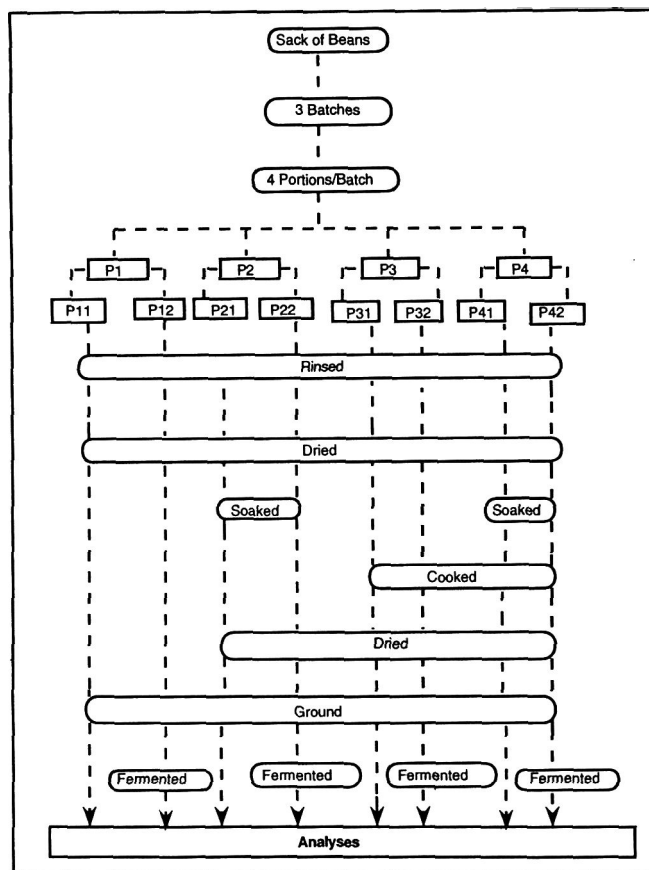 Sack of Beans
3 Batches
4 Portions/Batch
P1 P2 P3 P4
P11 P12 P21 P22 P31 P32 P41 P42
Rinsed
Dried
Soaked Soaked
Cooked
Dried
Ground
Fermented Fermented Fermented Fermented
Analyses